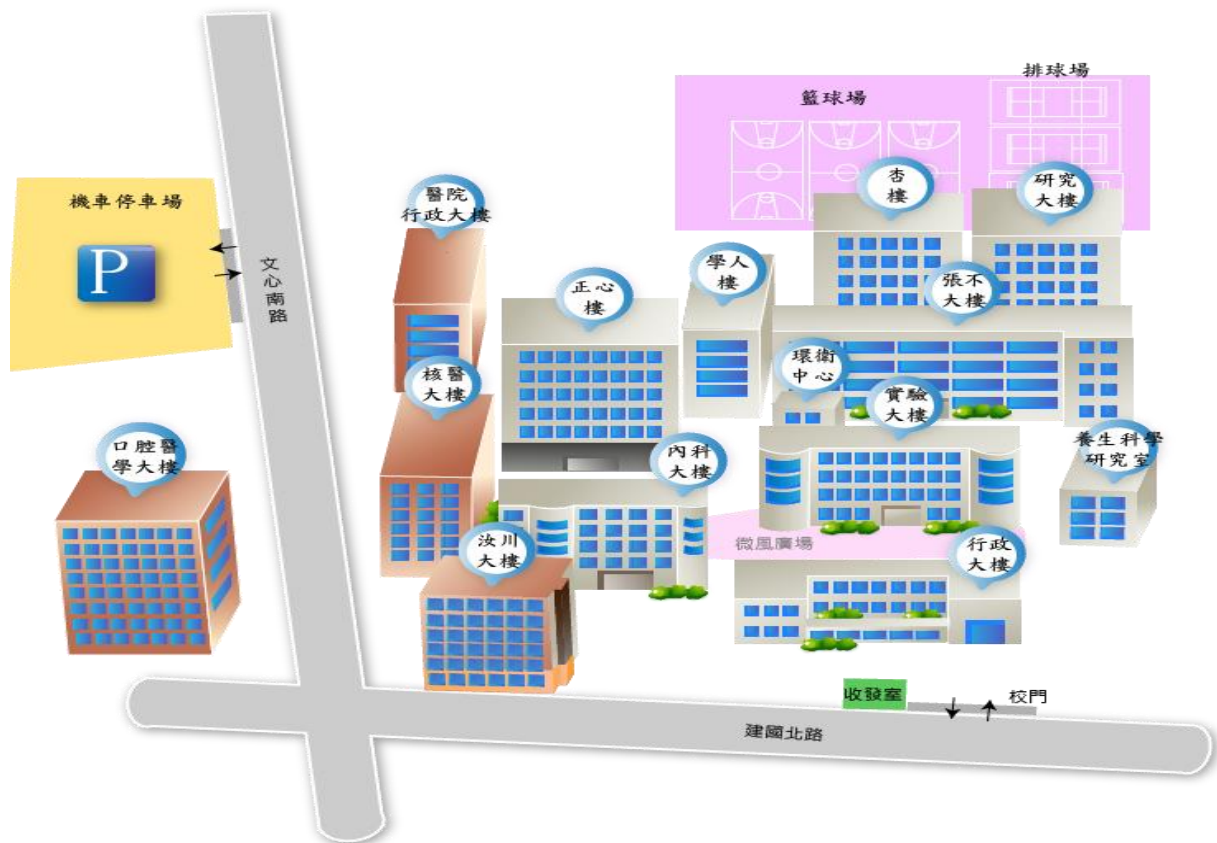 排球場
籃球場
杏
樓
研究
大樓
醫院
行政大樓
機車停車場
P
學人
樓
文心南路
正心
樓
張不
大樓
環衛
中心
核醫
大樓
實驗
大樓
口腔醫
學大樓
內科
大樓
養生科學
研究室
汝川
大樓
微風廣場
行政
大樓
收發室
校門
建國北路